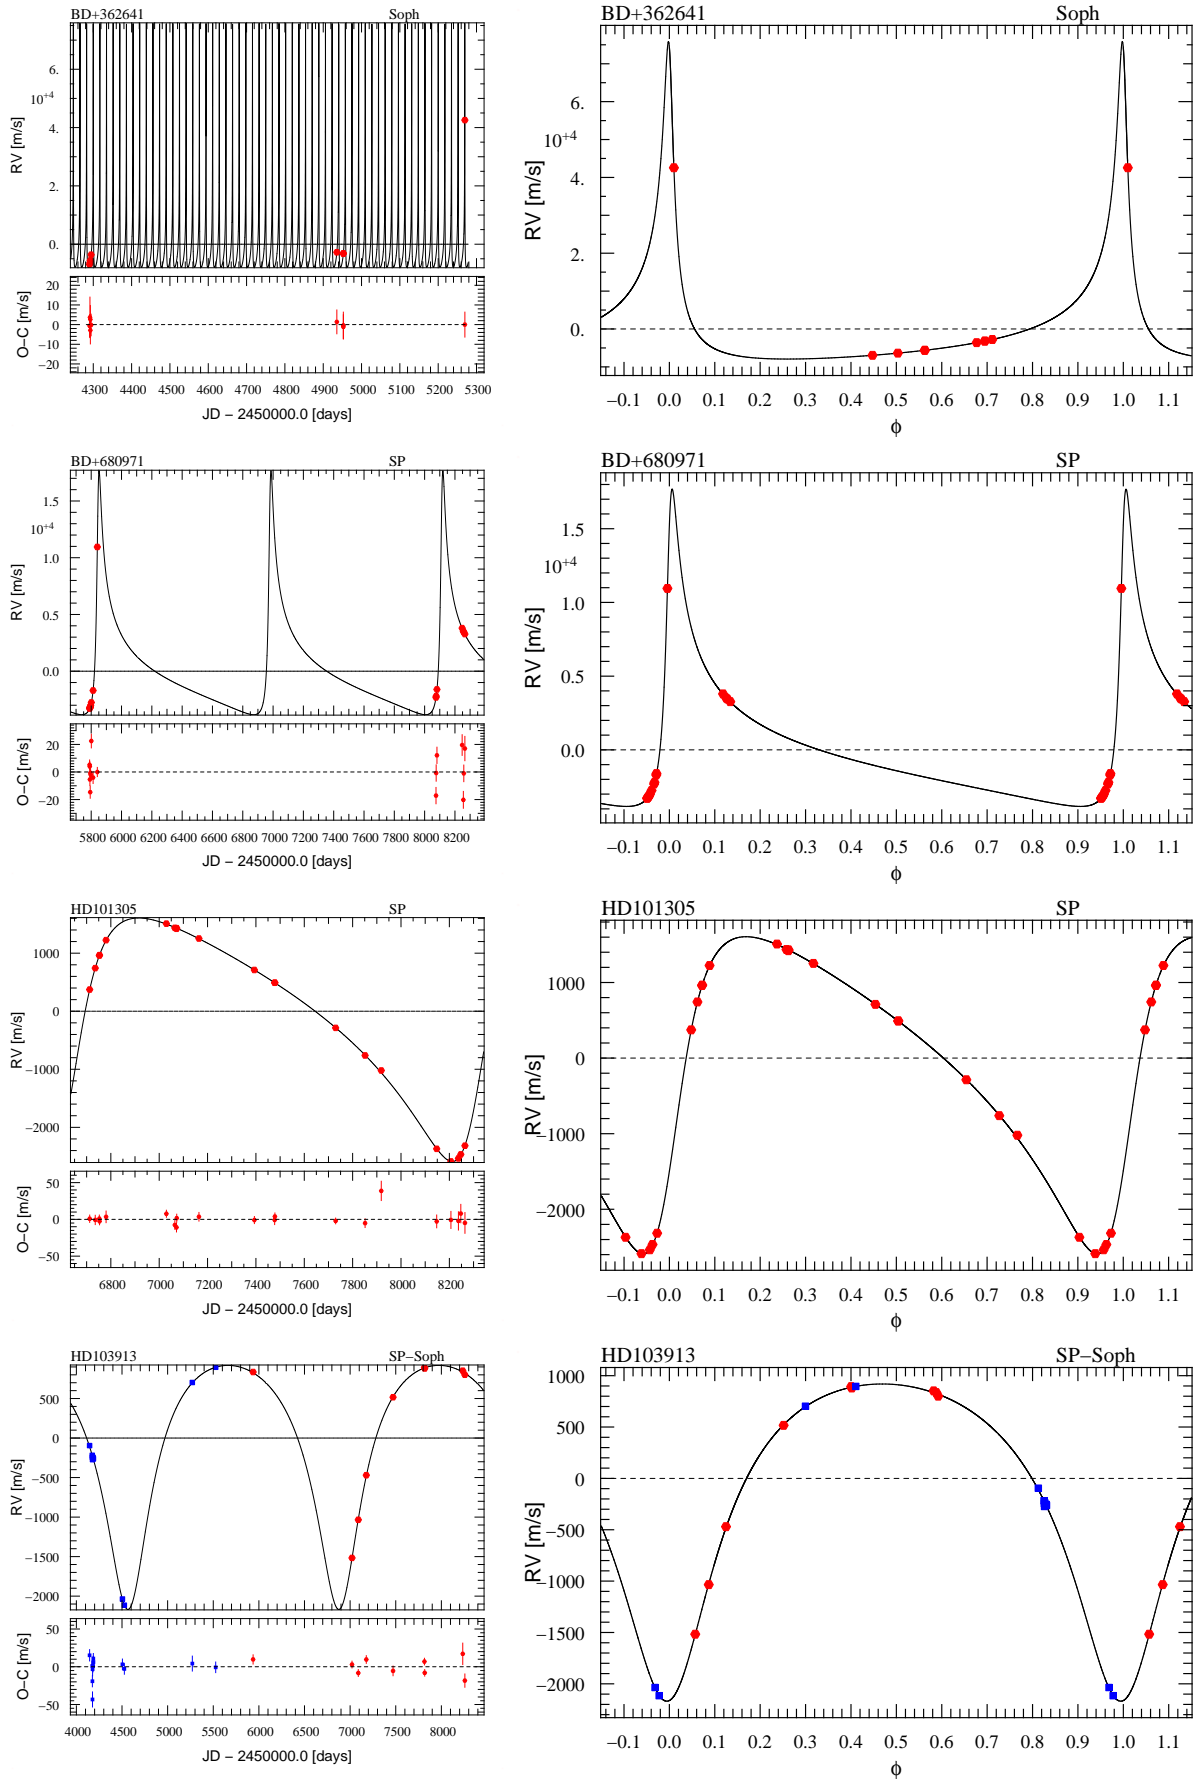 BD+362641 Soph
6.
10+4
4.
2.
0.
RV [m/s]
20
10
0
−10
−20
O−C [m/s]
4300 4400 4500 4600 4700 4800 4900 5000 5100 5200 5300
JD − 2450000.0 [days]
BD+362641 Soph
6.
10+4
4.
2.
0.
RV [m/s]
−0.1 0.0 0.1 0.2 0.3 0.4 0.5 0.6 0.7 0.8 0.9 1.0 1.1
ϕ
BD+680971 SP
1.5
10+4
1.0
0.5
0.0
RV [m/s]
20
0
−20
O−C [m/s]
5800 6000 6200 6400 6600 6800 7000 7200 7400 7600 7800 8000 8200
JD − 2450000.0 [days]
BD+680971 SP
1.5
10+4
1.0
0.5
0.0
RV [m/s]
−0.1 0.0 0.1 0.2 0.3 0.4 0.5 0.6 0.7 0.8 0.9 1.0 1.1
ϕ
HD101305 SP
1000
0
−1000
−2000
RV [m/s]
50
0
−50
O−C [m/s]
6800 7000 7200 7400 7600 7800 8000 8200
JD − 2450000.0 [days]
HD101305 SP
1000
0
−1000
−2000
RV [m/s]
−0.1 0.0 0.1 0.2 0.3 0.4 0.5 0.6 0.7 0.8 0.9 1.0 1.1
ϕ
HD103913 SP−Soph
500
0
−500
−1000
−1500
−2000
RV [m/s]
50
0
−50
O−C [m/s]
4000 4500 5000 5500 6000 6500 7000 7500 8000
JD − 2450000.0 [days]
HD103913 SP−Soph
1000
500
0
−500
−1000
−1500
−2000
RV [m/s]
−0.1 0.0 0.1 0.2 0.3 0.4 0.5 0.6 0.7 0.8 0.9 1.0 1.1
ϕ